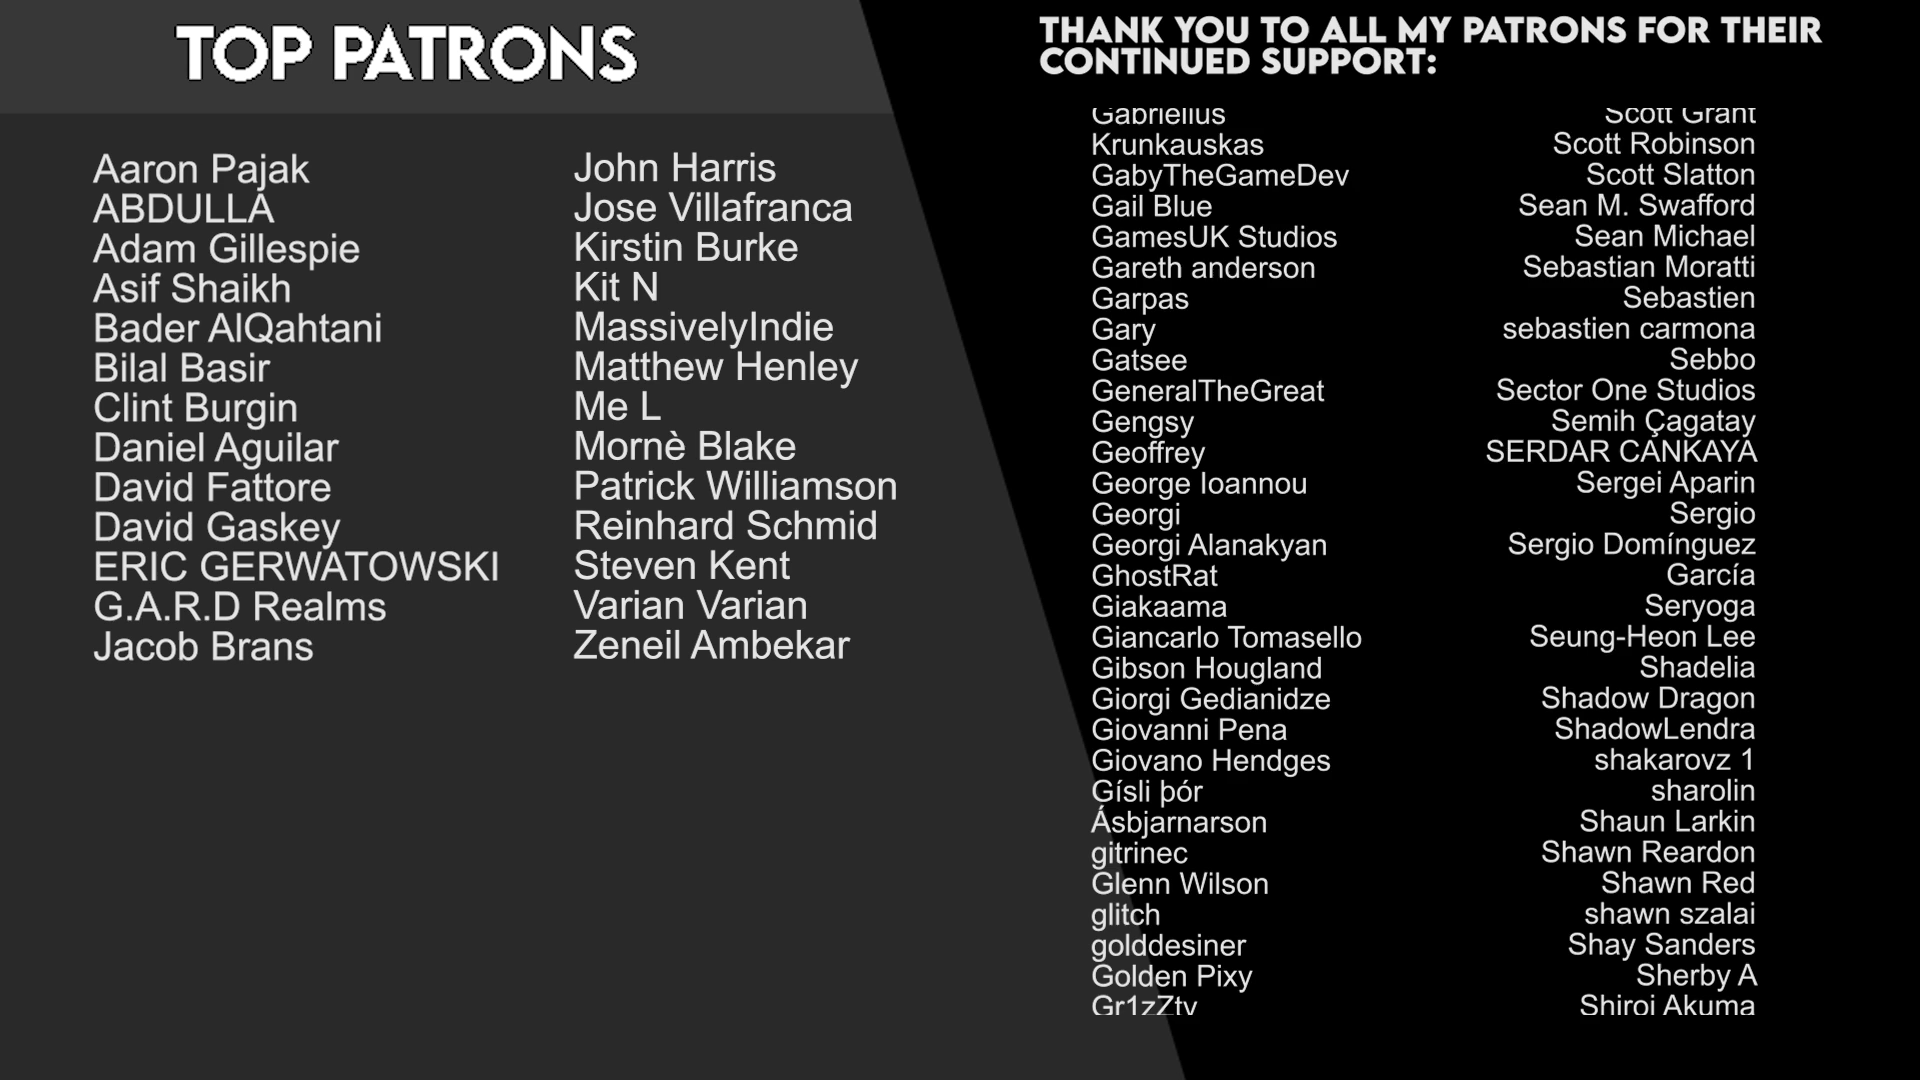 TOP PATRONS
Aaron Pajak
ABDULLA
Adam Gillespie
Asif Shaikh
Bader AlQahtani
Bilal Basir
Clint Burgin
Daniel Aguilar
David Fattore
David Gaskey
ERIC GERWATOWSKI
G.A.R.D Realms
Jacob Brans
John Harris
Jose Villafranca
Kirstin Burke
Kit N
MassivelyIndie
Matthew Henley
Me L
Mornè Blake
Patrick Williamson
Reinhard Schmid
Steven Kent
Varian Varian
Zeneil Ambekar
THANK YOU TO ALL MY PATRONS FOR THEIR
CONTINUED SUPPORT:
Gabrielius
Krunkauskas
GabyTheGameDev
Gail Blue
GamesUK Studios
Gareth anderson
Garpas
Gary
Gatsee
GeneralTheGreat
Gengsy
Geoffrey
George Ioannou
Georgi
Georgi Alanakyan
GhostRat
Giakaama
Giancarlo Tomasello
Gibson Hougland
Giorgi Gedianidze
Giovanni Pena
Giovano Hendges
Gísli þór
Ásbjarnarson
gitrinec
Glenn Wilson
glitch
golddesiner
Golden Pixy
Gr1zZty
Scott Grant
Scott Robinson
Scott Slatton
Sean M. Swafford
Sean Michael
Sebastian Moratti
Sebastien
sebastien carmona
Sebbo
Sector One Studios
Semih Çagatay
SERDAR CANKAYA
Sergei Aparin
Sergio
Sergio Domínguez
García
Seryoga
Seung-Heon Lee
Shadelia
Shadow Dragon
ShadowLendra
shakarovz 1
sharolin
Shaun Larkin
Shawn Reardon
Shawn Red
shawn szalai
Shay Sanders
Sherby A
Shiroi Akuma